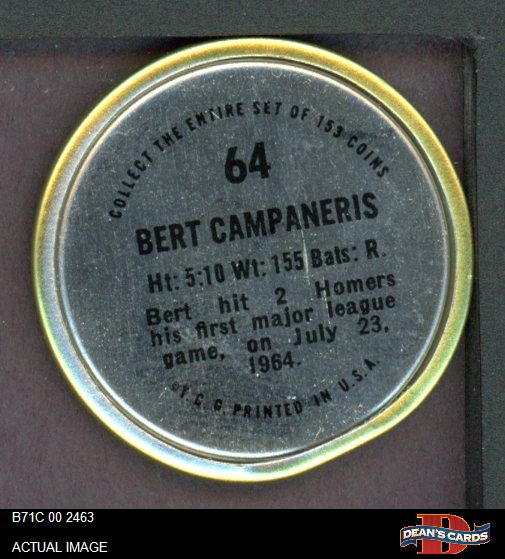 COLLECT THE ENTIRE SET OF 153 COINS
64
BERT CAMPANERIS
Ht: 5:10 Wt: 155 Bats: R.
Bert hit 2 Homers
his first major league
game, on July 23,
1964.
©T.C.G. PRINTED IN U.S.A.
B71C 00 2463
ACTUAL IMAGE
DEAN'S CARDS